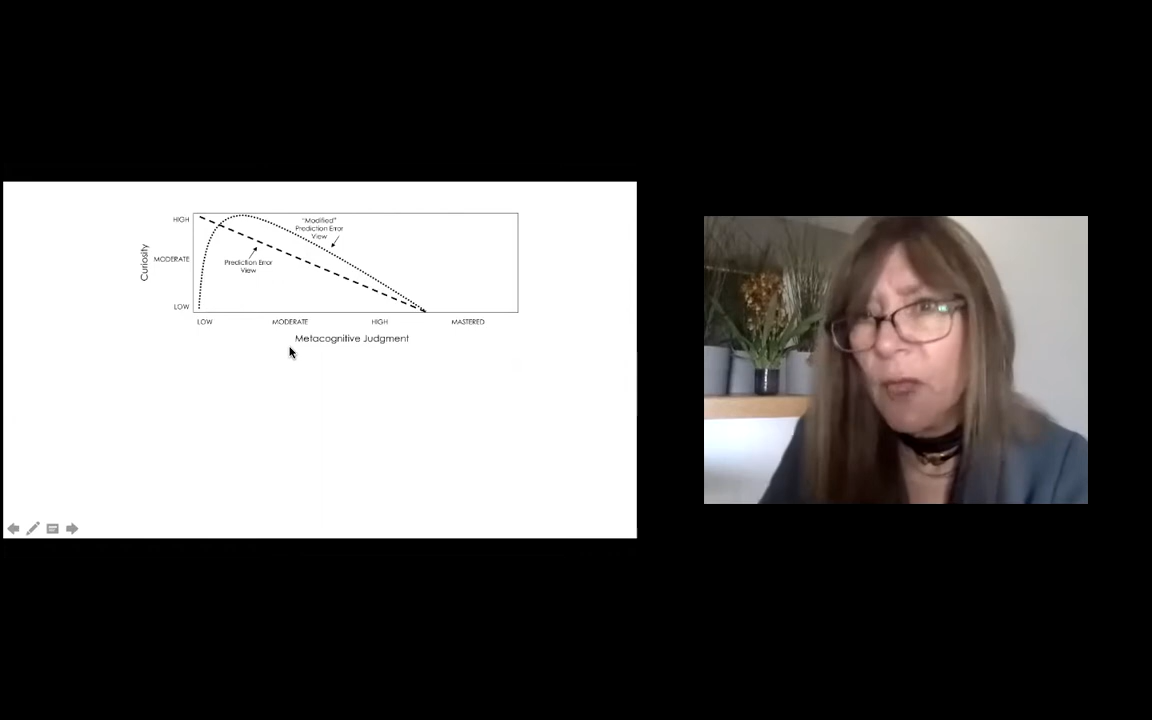 HIGH
"Modified"
Prediction Error
View
Curiosity
MODERATE
Prediction Error
View
LOW
LOW MODERATE HIGH MASTERED
Metacognitive Judgment